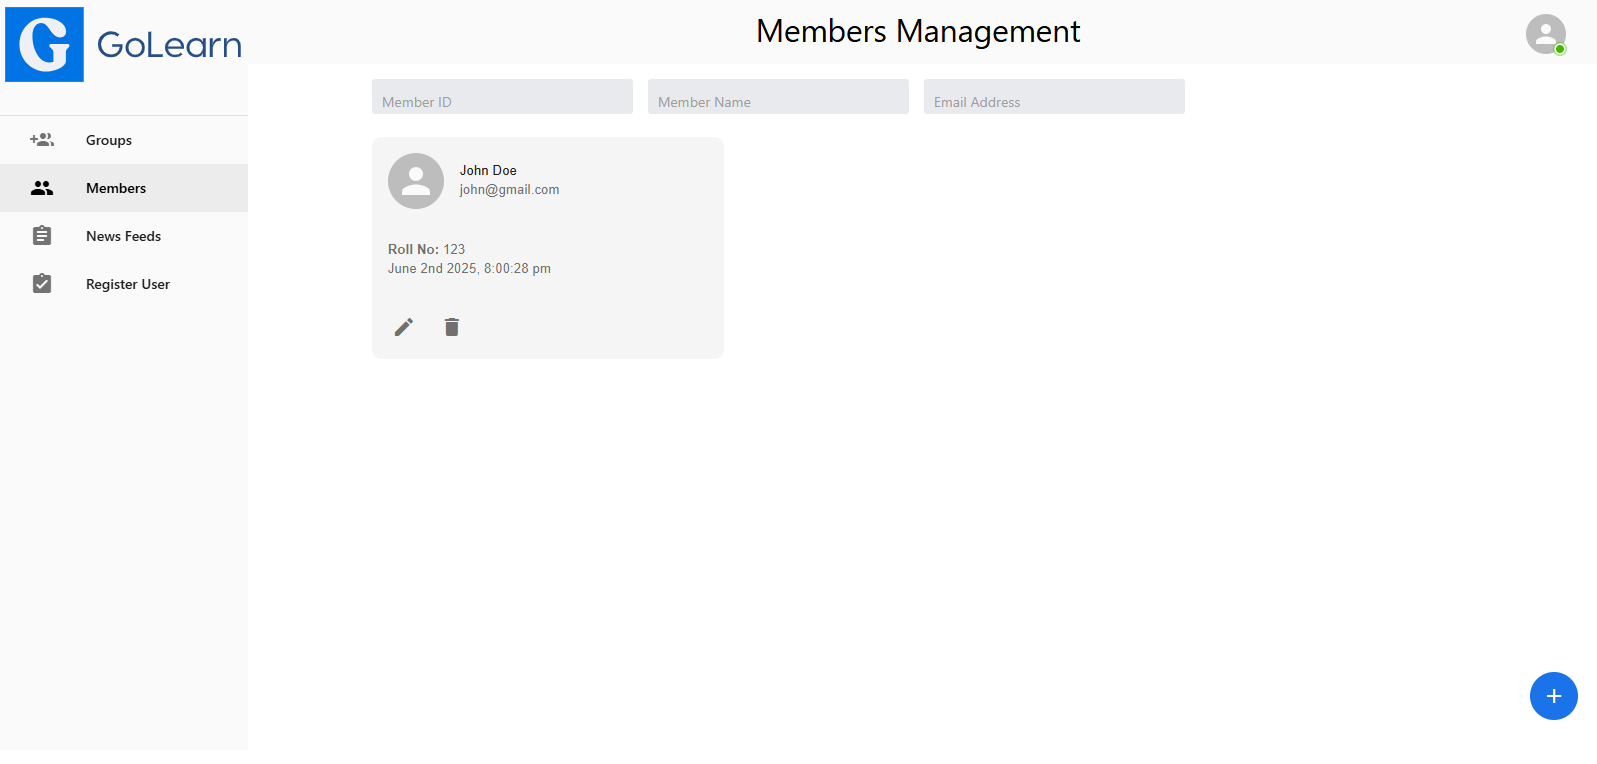 GoLearn
Members Management
Groups
Members
News Feeds
Register User
Member ID
Member Name
Email Address
John Doe
john@gmail.com
Roll No: 123
June 2nd 2025, 8:00:28 pm